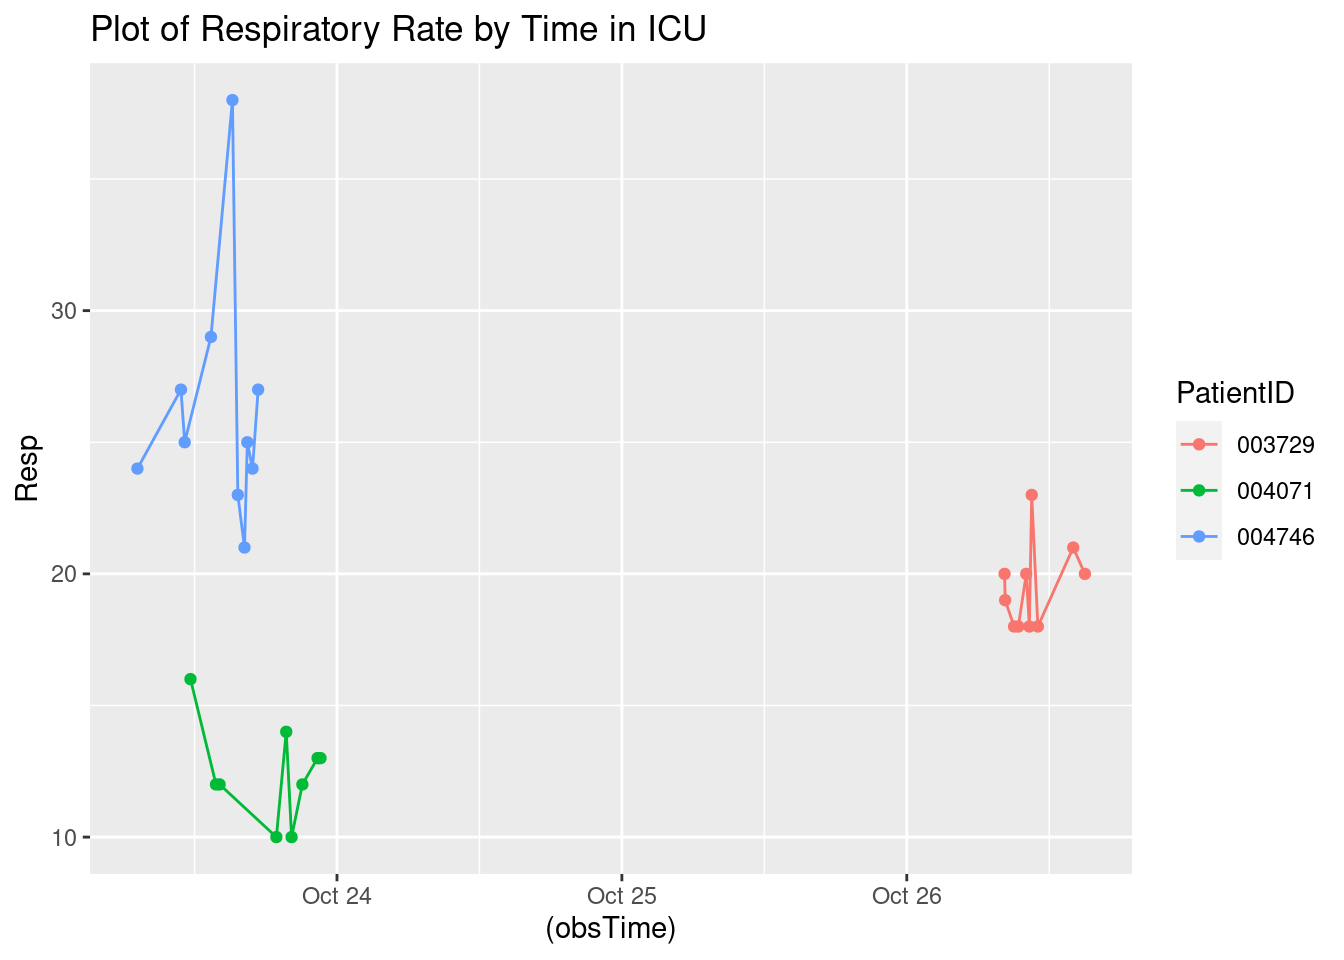 Plot of Respiratory Rate by Time in ICU
30
20
10
Resp
Oct 24
Oct 25
Oct 26
(obsTime)
PatientID
003729
004071
004746